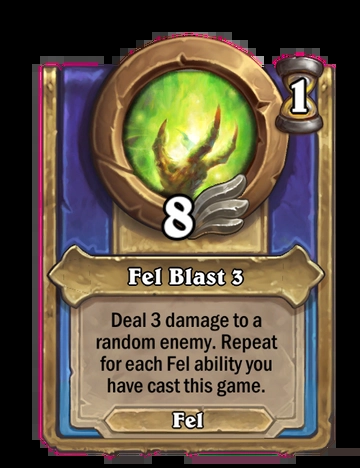 1
8
Fel Blast 3
Deal 3 damage to a
random enemy. Repeat
for each Fel ability you
have cast this game.
Fel